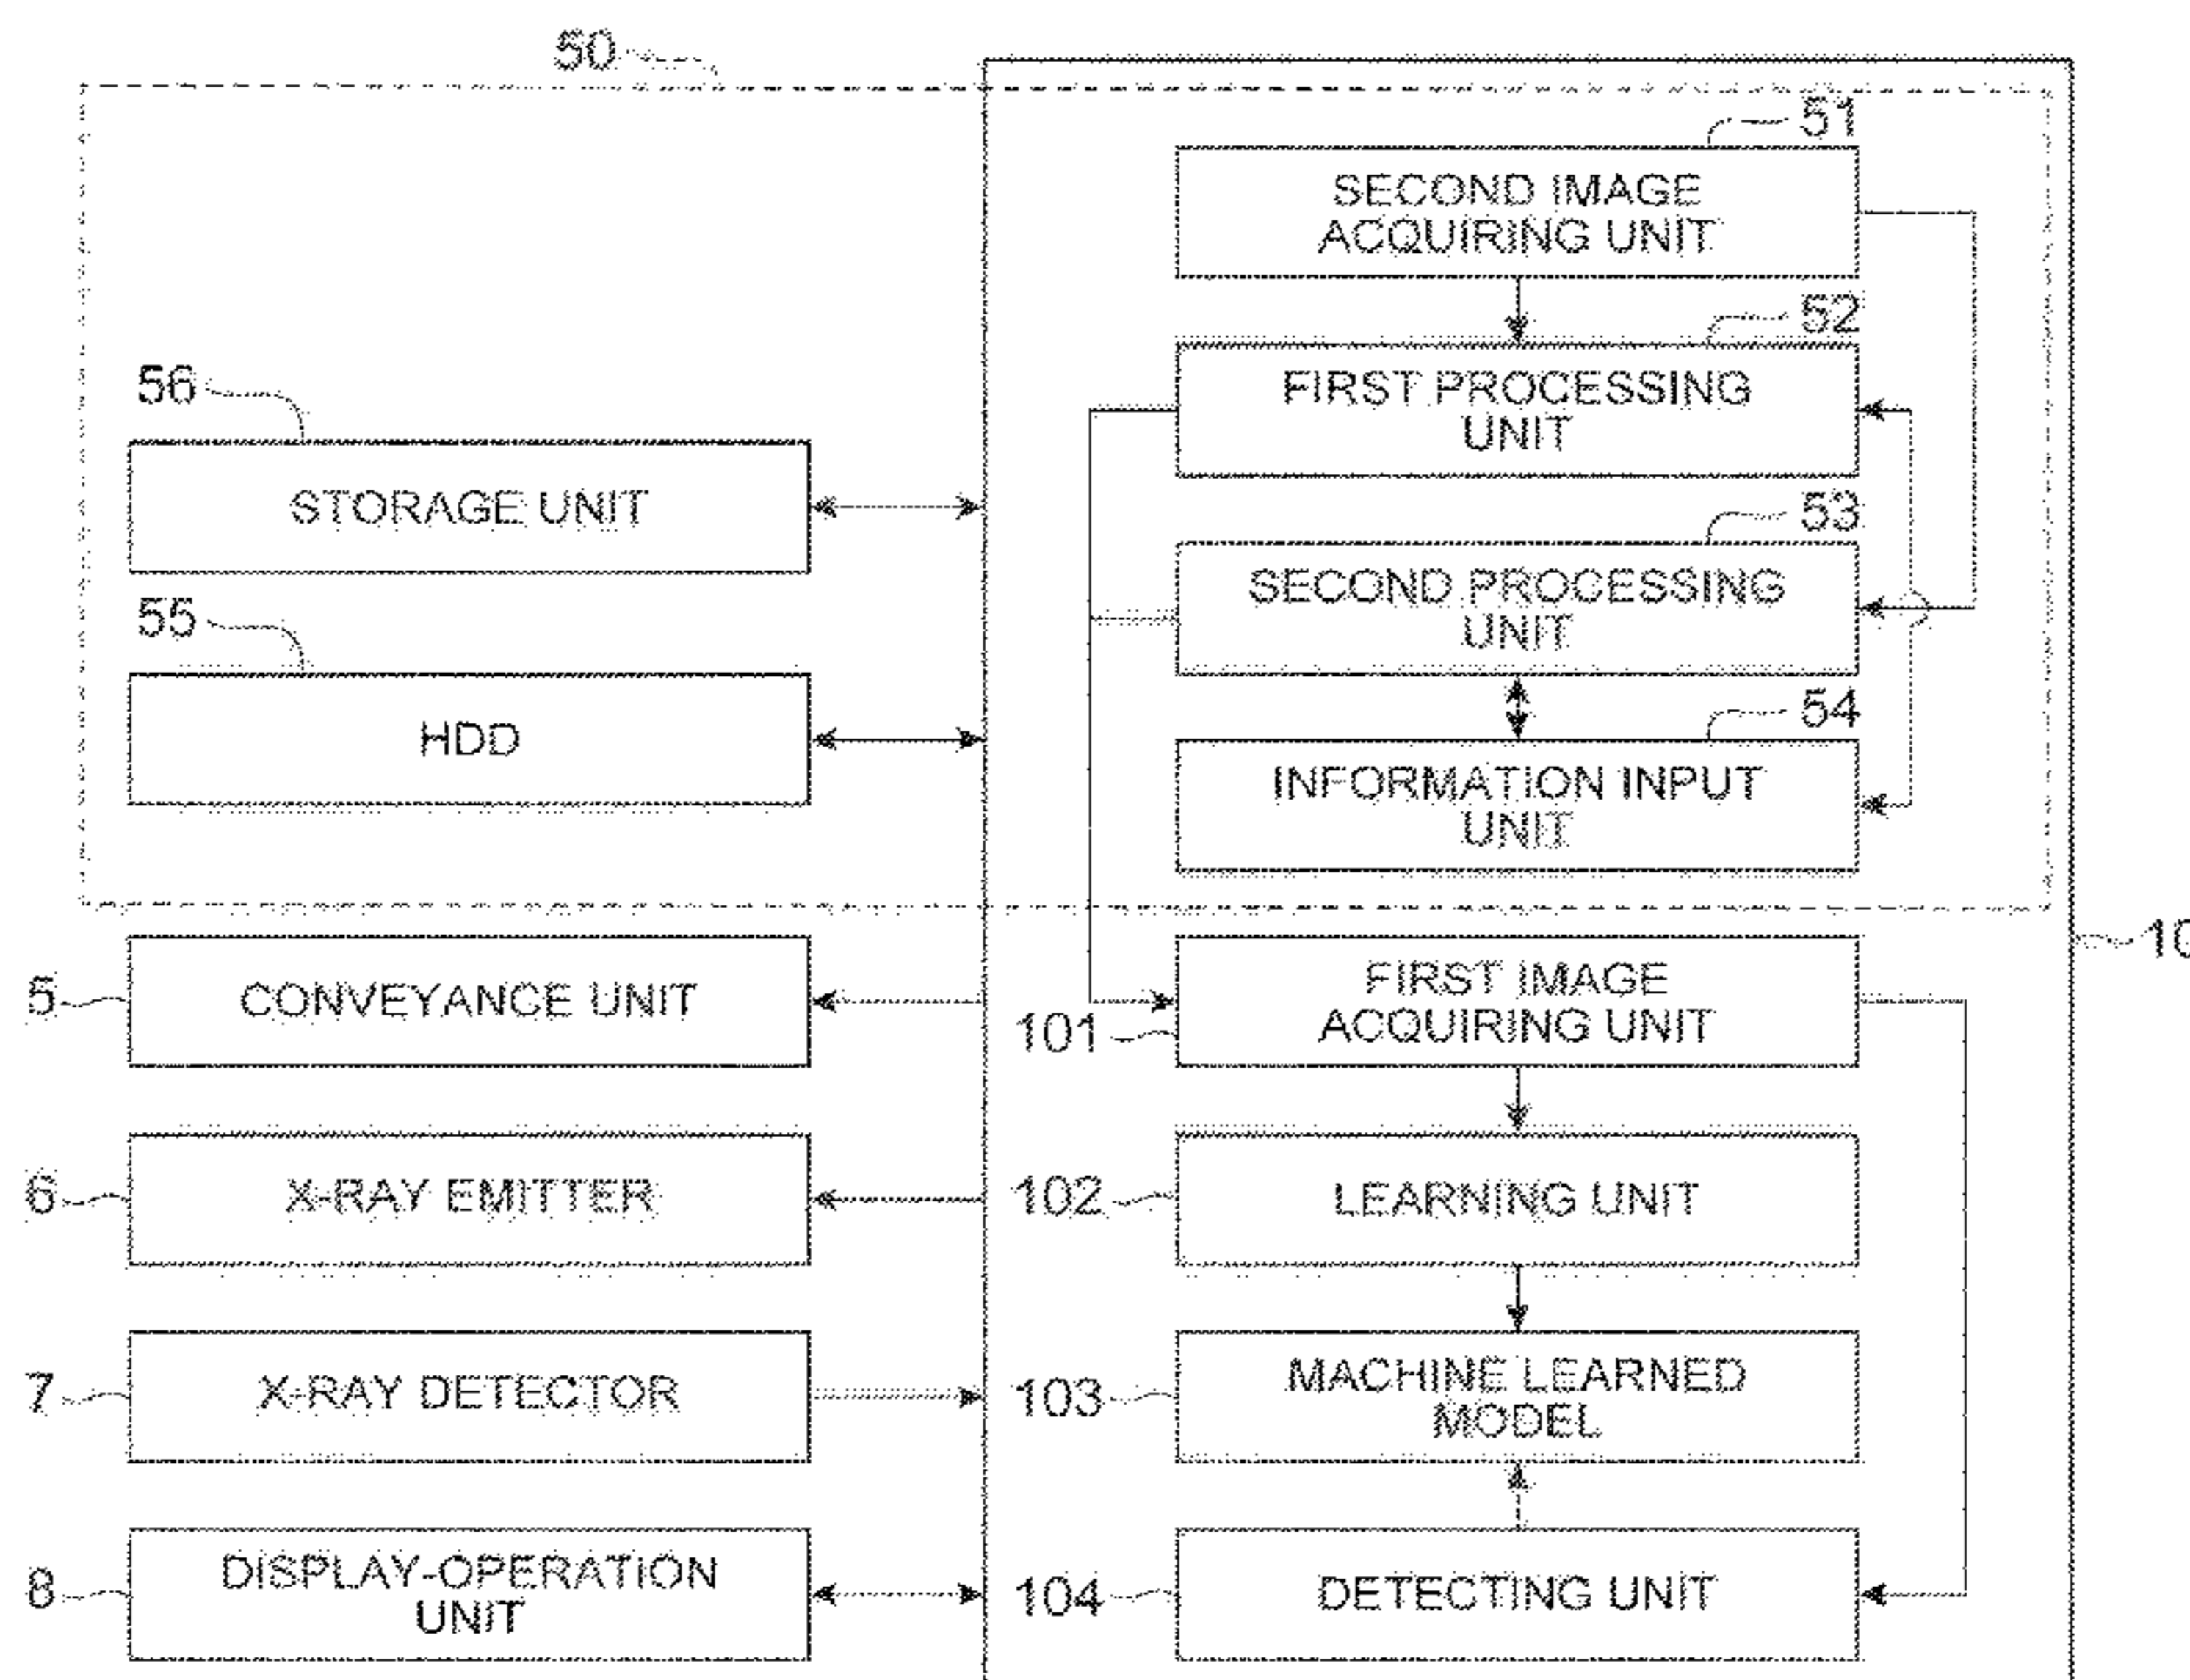 50
51
SECOND IMAGE
ACQUIRING UNIT
52
FIRST PROCESSING
UNIT
56
STORAGE UNIT
53
SECOND PROCESSING
UNIT
55
HDD
54
INFORMATION INPUT
UNIT
10
5
CONVEYANCE UNIT
101
FIRST IMAGE
ACQUIRING UNIT
6
X-RAY EMITTER
102
LEARNING UNIT
7
X-RAY DETECTOR
103
MACHINE LEARNED
MODEL
8
DISPLAY-OPERATION
UNIT
104
DETECTING UNIT